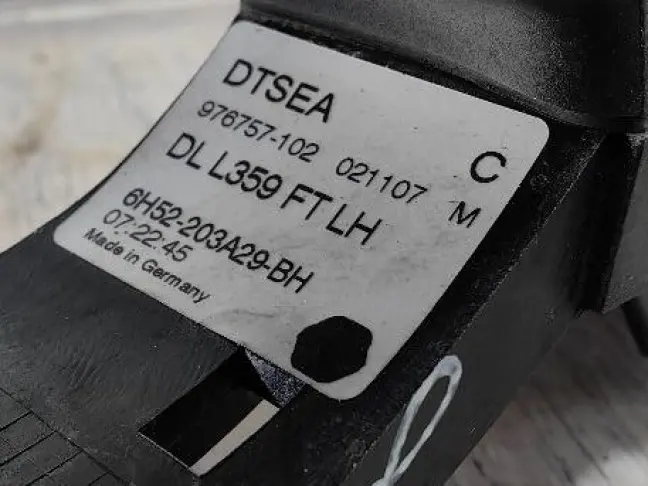 DTSEA
976757-102 021107 C
DL L359 FT LH M
6H52-203A29-BH
07:22:45
Made in Germany